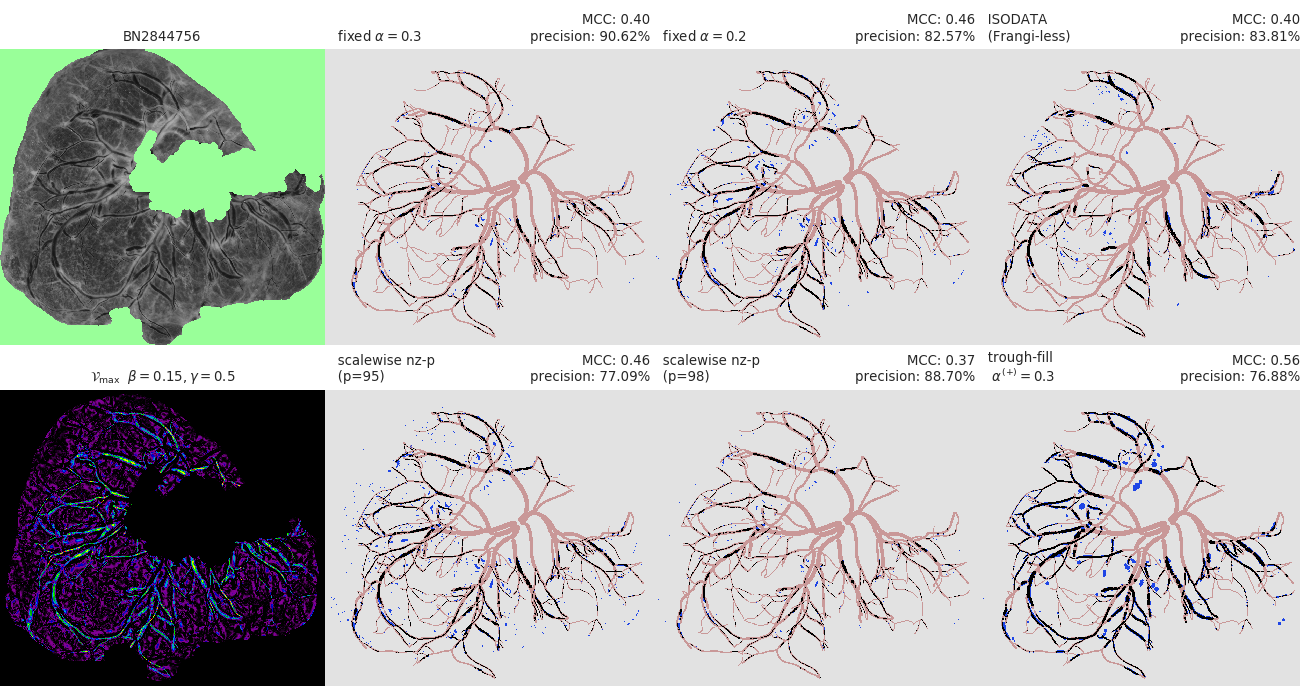 BN2844756
fixed α = 0.3
MCC: 0.40
precision: 90.62%
fixed α = 0.2
MCC: 0.46
precision: 82.57%
ISODATA
(Frangi-less)
MCC: 0.40
precision: 83.81%
𝒱max β = 0.15, γ = 0.5
scalewise nz-p
(p=95)
MCC: 0.46
precision: 77.09%
scalewise nz-p
(p=98)
MCC: 0.37
precision: 88.70%
trough-fill
α(+) = 0.3
MCC: 0.56
precision: 76.88%